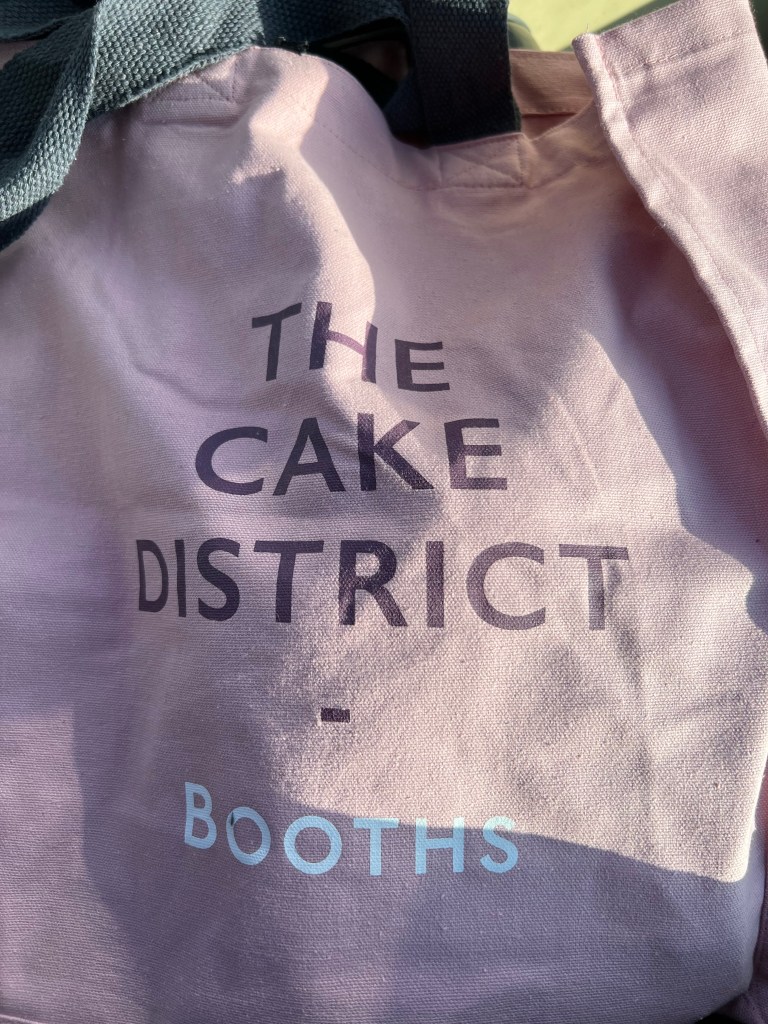 THE
CAKE
DISTRICT
-
BOOTHS